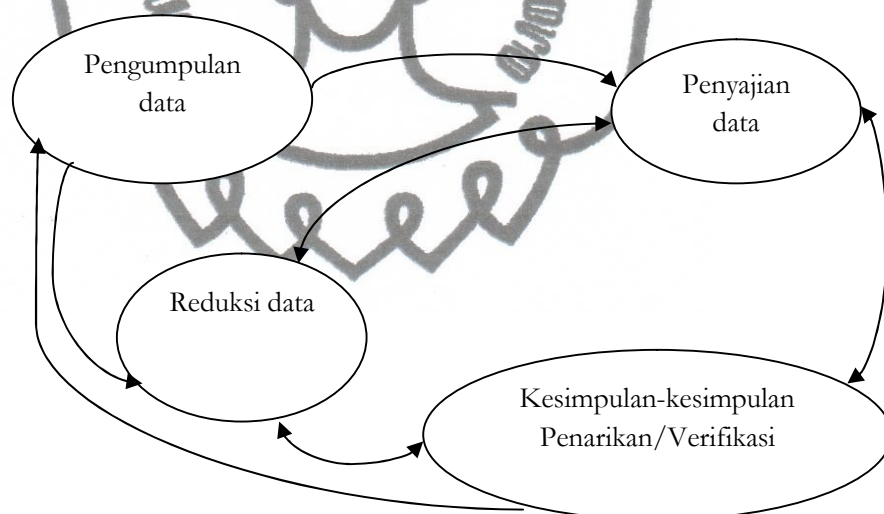 Pengumpulan
data
Penyajian
data
Reduksi data
Kesimpulan-kesimpulan
Penarikan/Verifikasi